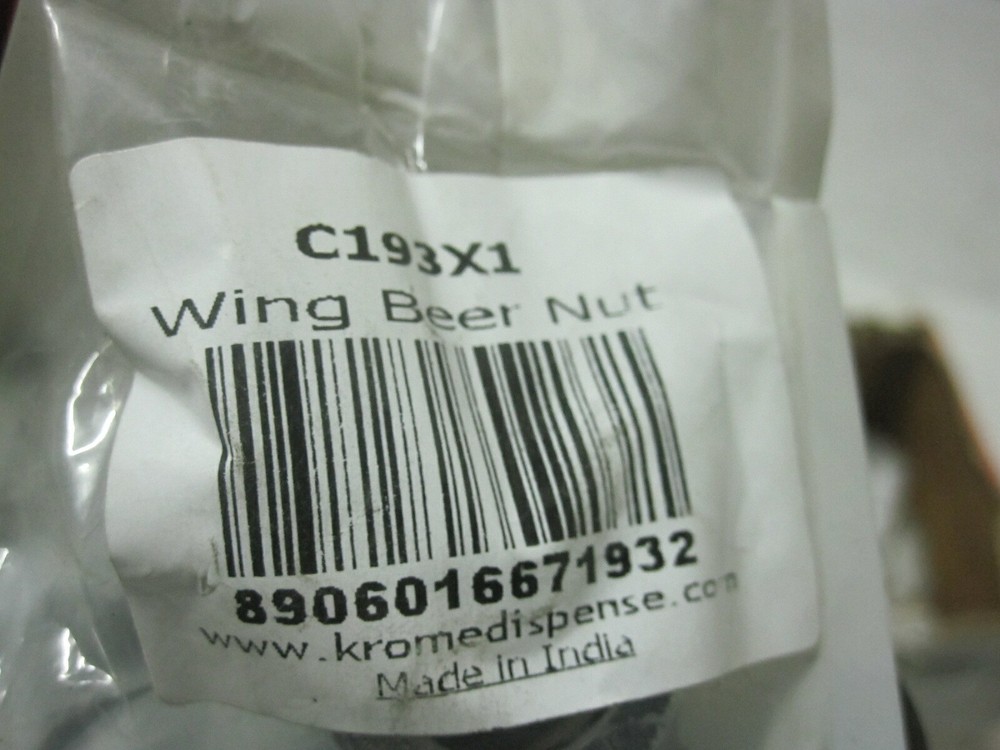 C193X1
Wing Beer Nut
8906016671932
www.kromedispense.com
Made in India